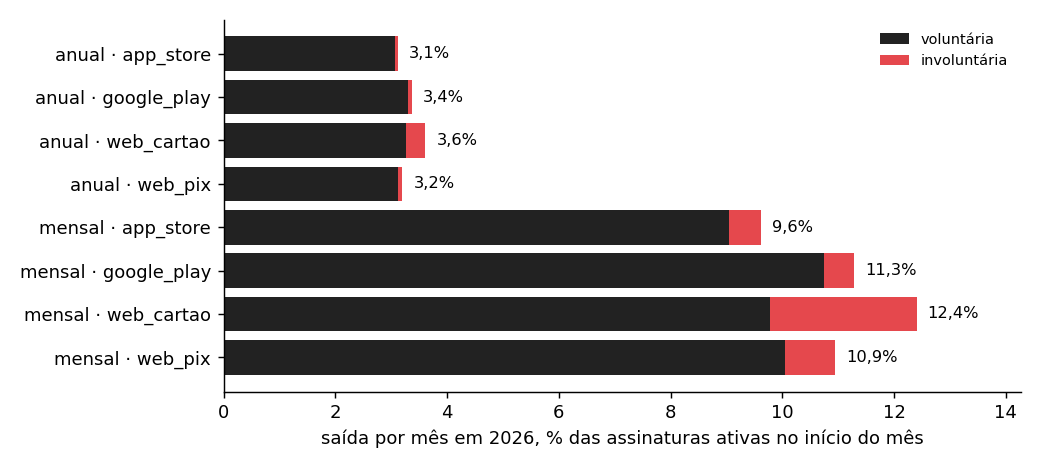 voluntária
involuntária
anual · app_store 3,1%
anual · google_play 3,4%
anual · web_cartao 3,6%
anual · web_pix 3,2%
mensal · app_store 9,6%
mensal · google_play 11,3%
mensal · web_cartao 12,4%
mensal · web_pix 10,9%
0 2 4 6 8 10 12 14
saída por mês em 2026, % das assinaturas ativas no início do mês